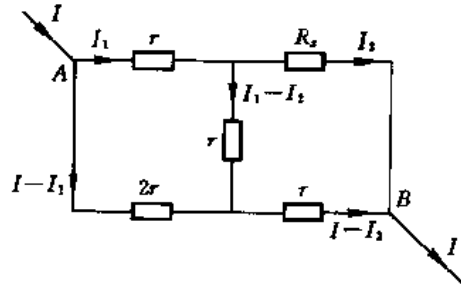 I
I₁ r Rₓ I₂
A
I₁−I₂
r
I−I₁
2r r
I−I₂ B
I